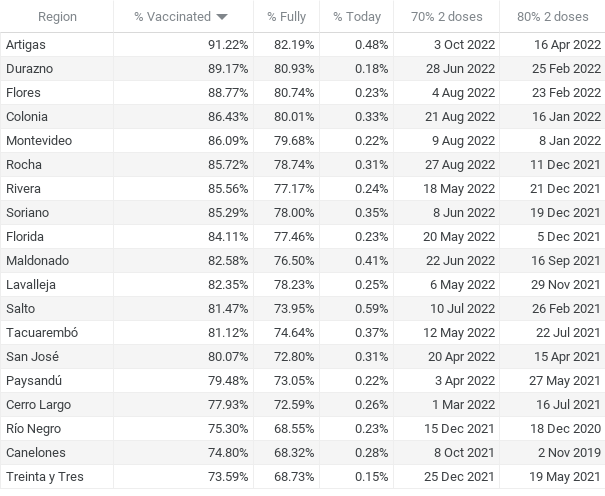 Region % Vaccinated % Fully % Today 70% 2 doses 80% 2 doses
Artigas 91.22% 82.19% 0.48% 3 Oct 2022 16 Apr 2022
Durazno 89.17% 80.93% 0.18% 28 Jun 2022 25 Feb 2022
Flores 88.77% 80.74% 0.23% 4 Aug 2022 23 Feb 2022
Colonia 86.43% 80.01% 0.33% 21 Aug 2022 16 Jan 2022
Montevideo 86.09% 79.68% 0.22% 9 Aug 2022 8 Jan 2022
Rocha 85.72% 78.74% 0.31% 27 Aug 2022 11 Dec 2021
Rivera 85.56% 77.17% 0.24% 18 May 2022 21 Dec 2021
Soriano 85.29% 78.00% 0.35% 8 Jun 2022 19 Dec 2021
Florida 84.11% 77.46% 0.23% 20 May 2022 5 Dec 2021
Maldonado 82.58% 76.50% 0.41% 22 Jun 2022 16 Sep 2021
Lavalleja 82.35% 78.23% 0.25% 6 May 2022 29 Nov 2021
Salto 81.47% 73.95% 0.59% 10 Jul 2022 26 Feb 2021
Tacuarembó 81.12% 74.64% 0.37% 12 May 2022 22 Jul 2021
San José 80.07% 72.80% 0.31% 20 Apr 2022 15 Apr 2021
Paysandú 79.48% 73.05% 0.22% 3 Apr 2022 27 May 2021
Cerro Largo 77.93% 72.59% 0.26% 1 Mar 2022 16 Jul 2021
Río Negro 75.30% 68.55% 0.23% 15 Dec 2021 18 Dec 2020
Canelones 74.80% 68.32% 0.28% 8 Oct 2021 2 Nov 2019
Treinta y Tres 73.59% 68.73% 0.15% 25 Dec 2021 19 May 2021